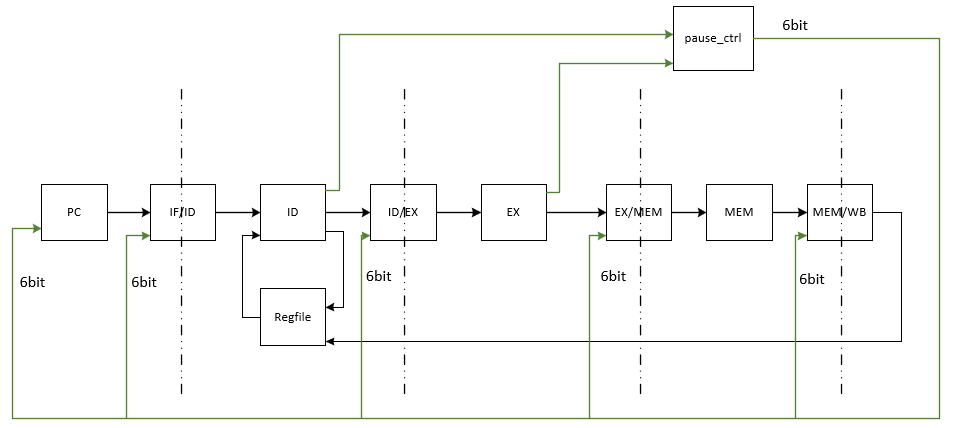 6bit
pause_ctrl
PC
IF/ID
ID
ID/EX
EX
EX/MEM
MEM
MEM/WB
6bit
6bit
6bit
6bit
6bit
Regfile